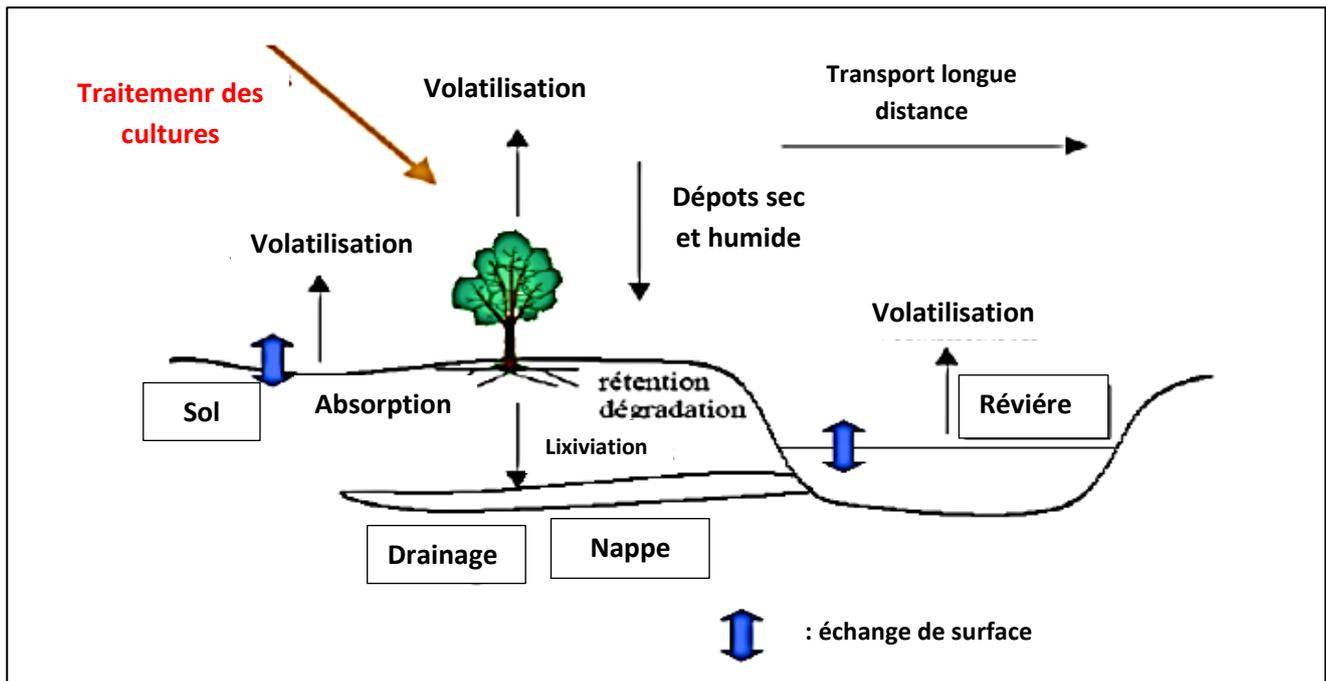 Traitemenr des
cultures
Volatilisation
Transport longue
distance
Dépots sec
et humide
Volatilisation
Volatilisation
Sol
Absorption
rétention
dégradation
Réviére
Lixiviation
Drainage
Nappe
: échange de surface